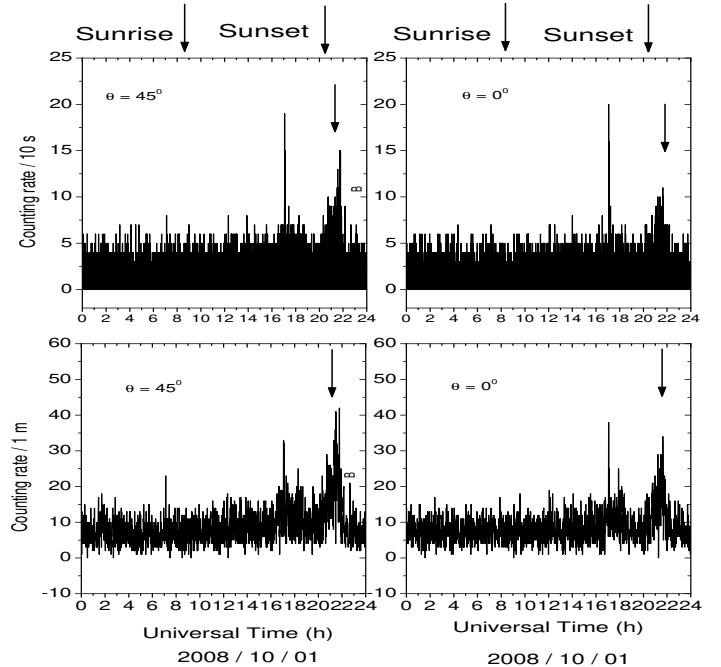 Sunrise Sunset Sunrise Sunset
25 20 15 10 5 0
Counting rate / 10 s
θ = 45°
B
0 2 4 6 8 10 12 14 16 18 20 22 24
25 20 15 10 5 0
θ = 0°
0 2 4 6 8 10 12 14 16 18 20 22 24
60 50 40 30 20 10 0 -10
Counting rate / 1 m
θ = 45°
B
0 2 4 6 8 10 12 14 16 18 20 22 24
Universal Time (h)
2008 / 10 / 01
60 50 40 30 20 10 0 -10
θ = 0°
0 2 4 6 8 10 12 14 16 18 20 22 24
Universal Time (h)
2008 / 10 / 01